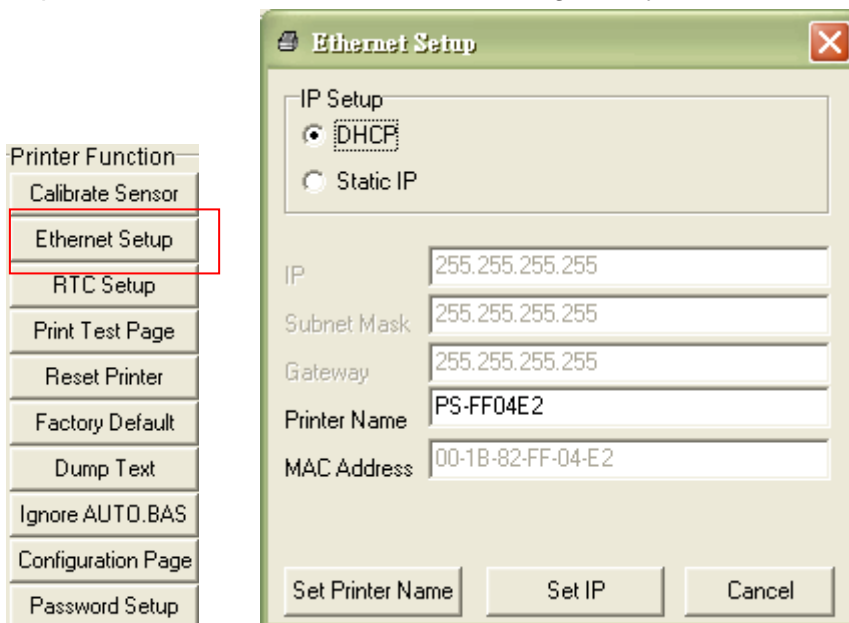 Printer Function
Calibrate Sensor
Ethernet Setup
RTC Setup
Print Test Page
Reset Printer
Factory Default
Dump Text
Ignore AUTO.BAS
Configuration Page
Password Setup
Ethernet Setup
IP Setup
DHCP
Static IP
IP 255.255.255.255
Subnet Mask 255.255.255.255
Gateway 255.255.255.255
Printer Name PS-FF04E2
MAC Address 00-1B-82-FF-04-E2
Set Printer Name Set IP Cancel